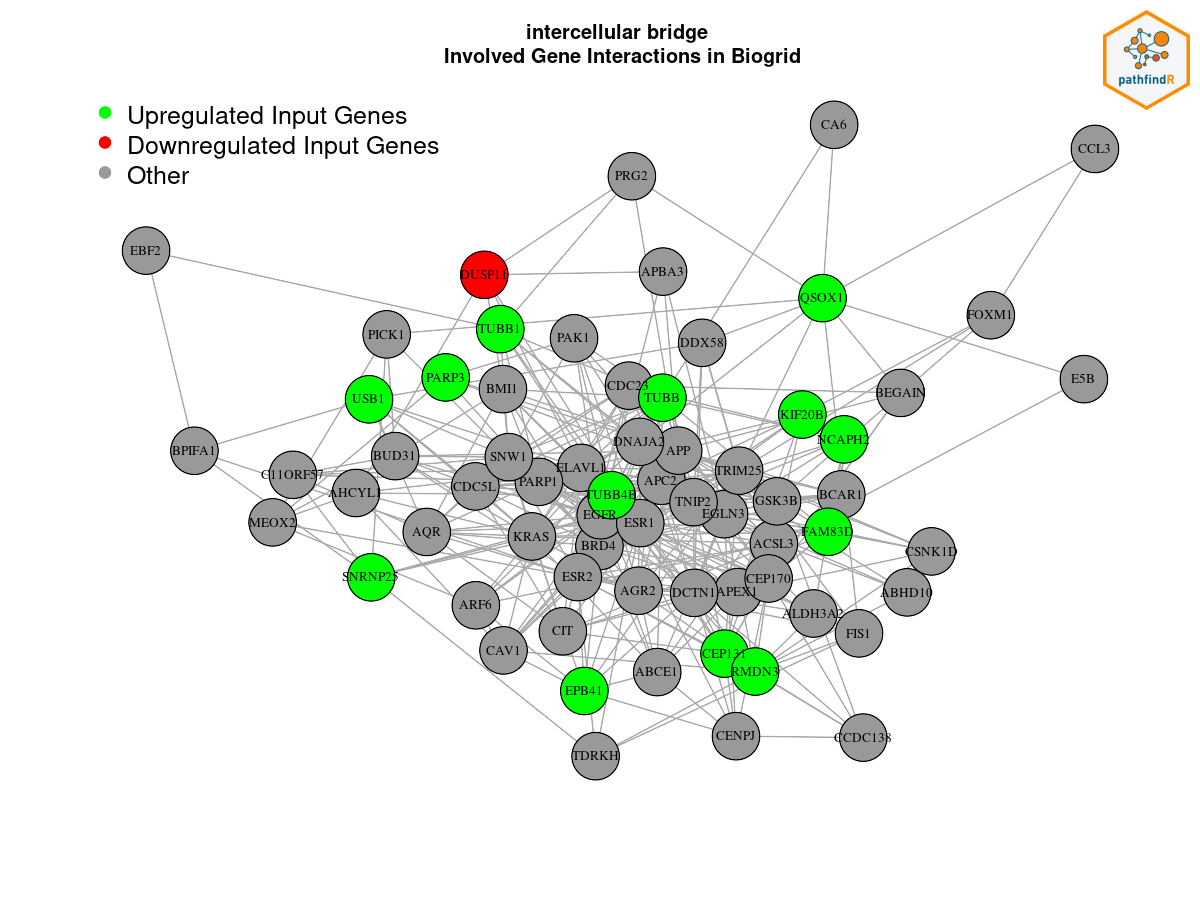 intercellular bridge
Involved Gene Interactions in Biogrid
pathfindR
Upregulated Input Genes
Downregulated Input Genes
Other
CA6
CCL3
PRG2
EBF2
DUSP11
APBA3
QSOX1
FOXM1
TUBB1
PICK1
PAK1
DDX58
PARP3
E5B
BMI1
CDC23
USB1
TUBB
BEGAIN
KIF20B
NCAPH2
BPIFA1
DNAJA2
APP
BUD31
SNW1
ELAVL1
TRIM25
C11ORF57
AHCYL1
CDC5L
PARP1
APC2
TUBB4B
TNIP2
GSK3B
BCAR1
MEOX2
EGFR
ESR1
EGLN3
AQR
KRAS
FAM83D
BRD4
ACSL3
CSNK1D
SNRNP25
ESR2
CEP170
AGR2
DCTN1
APEX1
ABHD10
ARF6
ALDH3A2
CIT
FIS1
CAV1
CEP131
ABCE1
RMDN3
EPB41
CENPJ
CCDC138
TDRKH